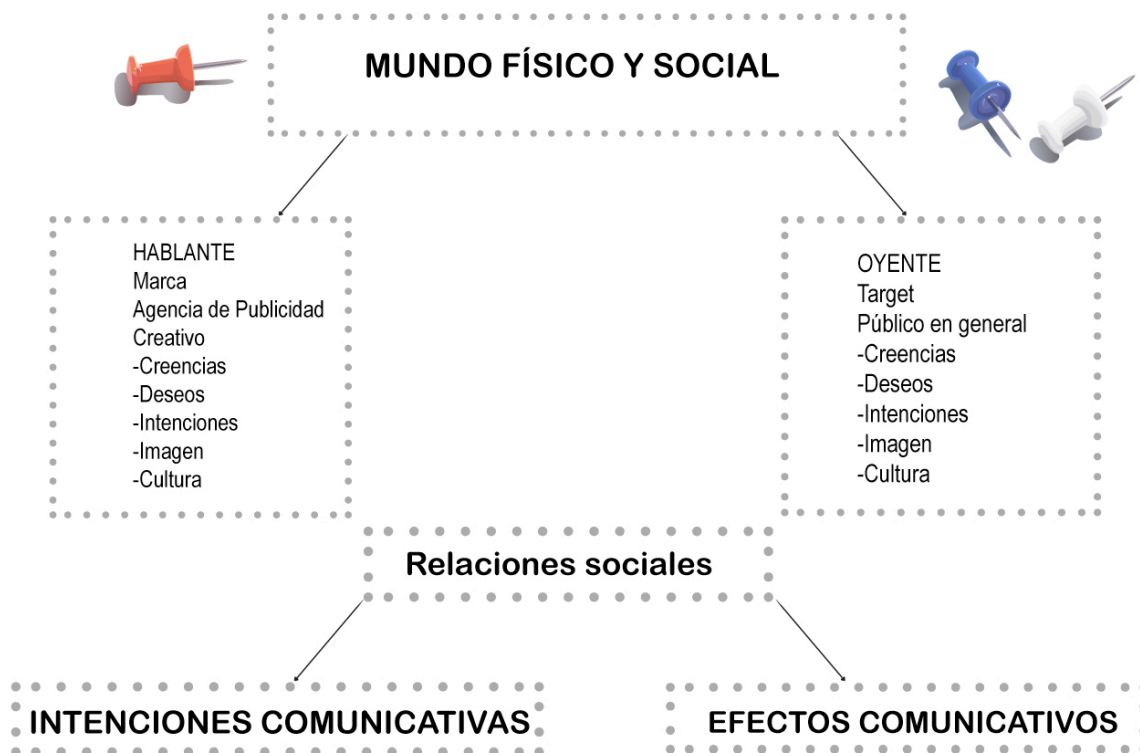 MUNDO FÍSICO Y SOCIAL
HABLANTE
Marca
Agencia de Publicidad
Creativo
-Creencias
-Deseos
-Intenciones
-Imagen
-Cultura
OYENTE
Target
Público en general
-Creencias
-Deseos
-Intenciones
-Imagen
-Cultura
Relaciones sociales
INTENCIONES COMUNICATIVAS
EFECTOS COMUNICATIVOS